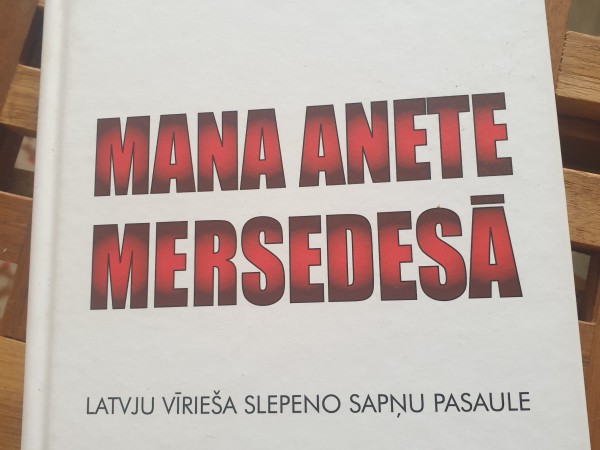 MANA ANETE
MERSEDESĀ
LATVJU VĪRIEŠA SLEPENO SAPŅU PASAULE